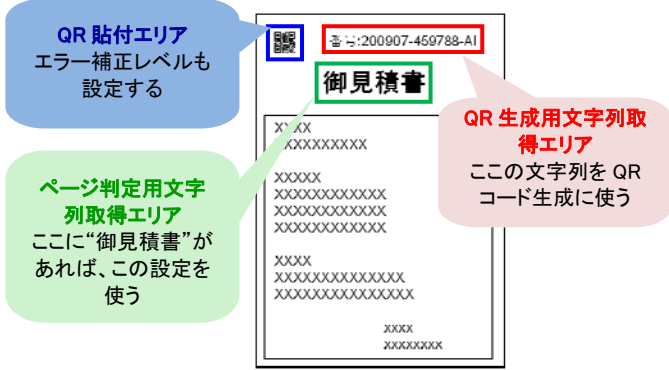 QR 貼付エリア
エラー補正レベルも
設定する
番号:200907-459788-AI
御見積書
QR 生成用文字列取
得エリア
ここの文字列を QR
コード生成に使う
ページ判定用文字
列取得エリア
ここに“御見積書”が
あれば、この設定を
使う
XXXX
XXXXXXXXXX
XXXXX
XXXXXXXXXXXX
XXXXXXXXXXXX
XXXXXXXXXXXX
XXXX
XXXXXXXXXXXXXX
XXXXXXXXXXXXXXX
XXXX
XXXXXXXX